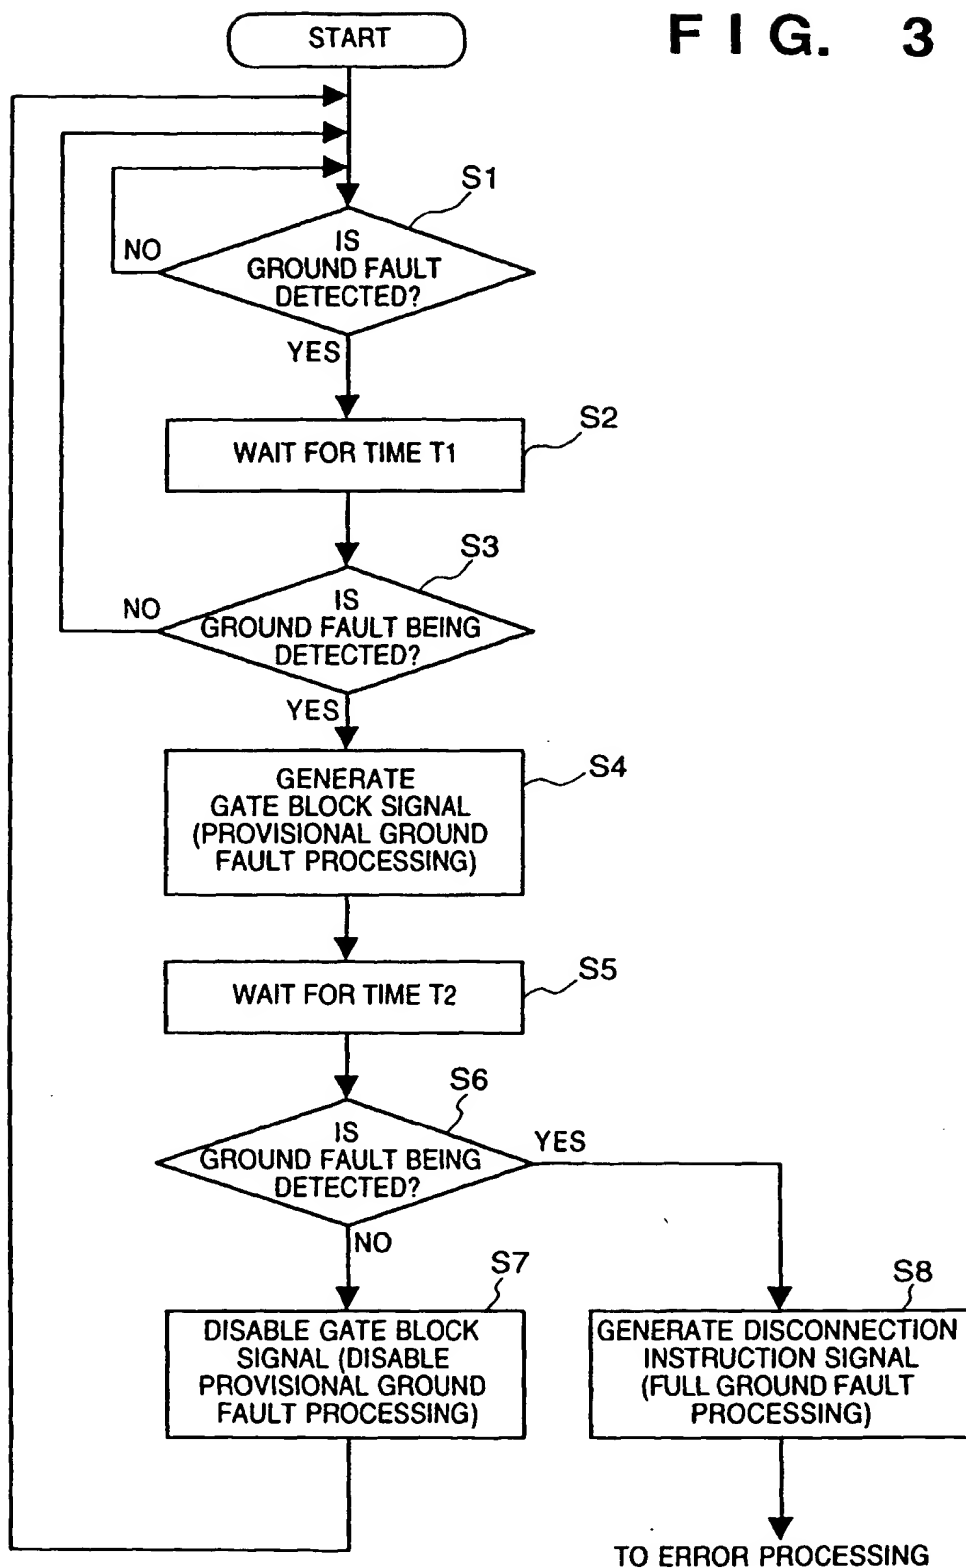 FIG. 3
START
S1
IS
GROUND FAULT
DETECTED?
NO
YES
S2
WAIT FOR TIME T1
S3
IS
GROUND FAULT BEING
DETECTED?
NO
YES
S4
GENERATE
GATE BLOCK SIGNAL
(PROVISIONAL GROUND
FAULT PROCESSING)
S5
WAIT FOR TIME T2
S6
IS
GROUND FAULT BEING
DETECTED?
YES
NO
S7
DISABLE GATE BLOCK
SIGNAL (DISABLE
PROVISIONAL GROUND
FAULT PROCESSING)
S8
GENERATE DISCONNECTION
INSTRUCTION SIGNAL
(FULL GROUND FAULT
PROCESSING)
TO ERROR PROCESSING